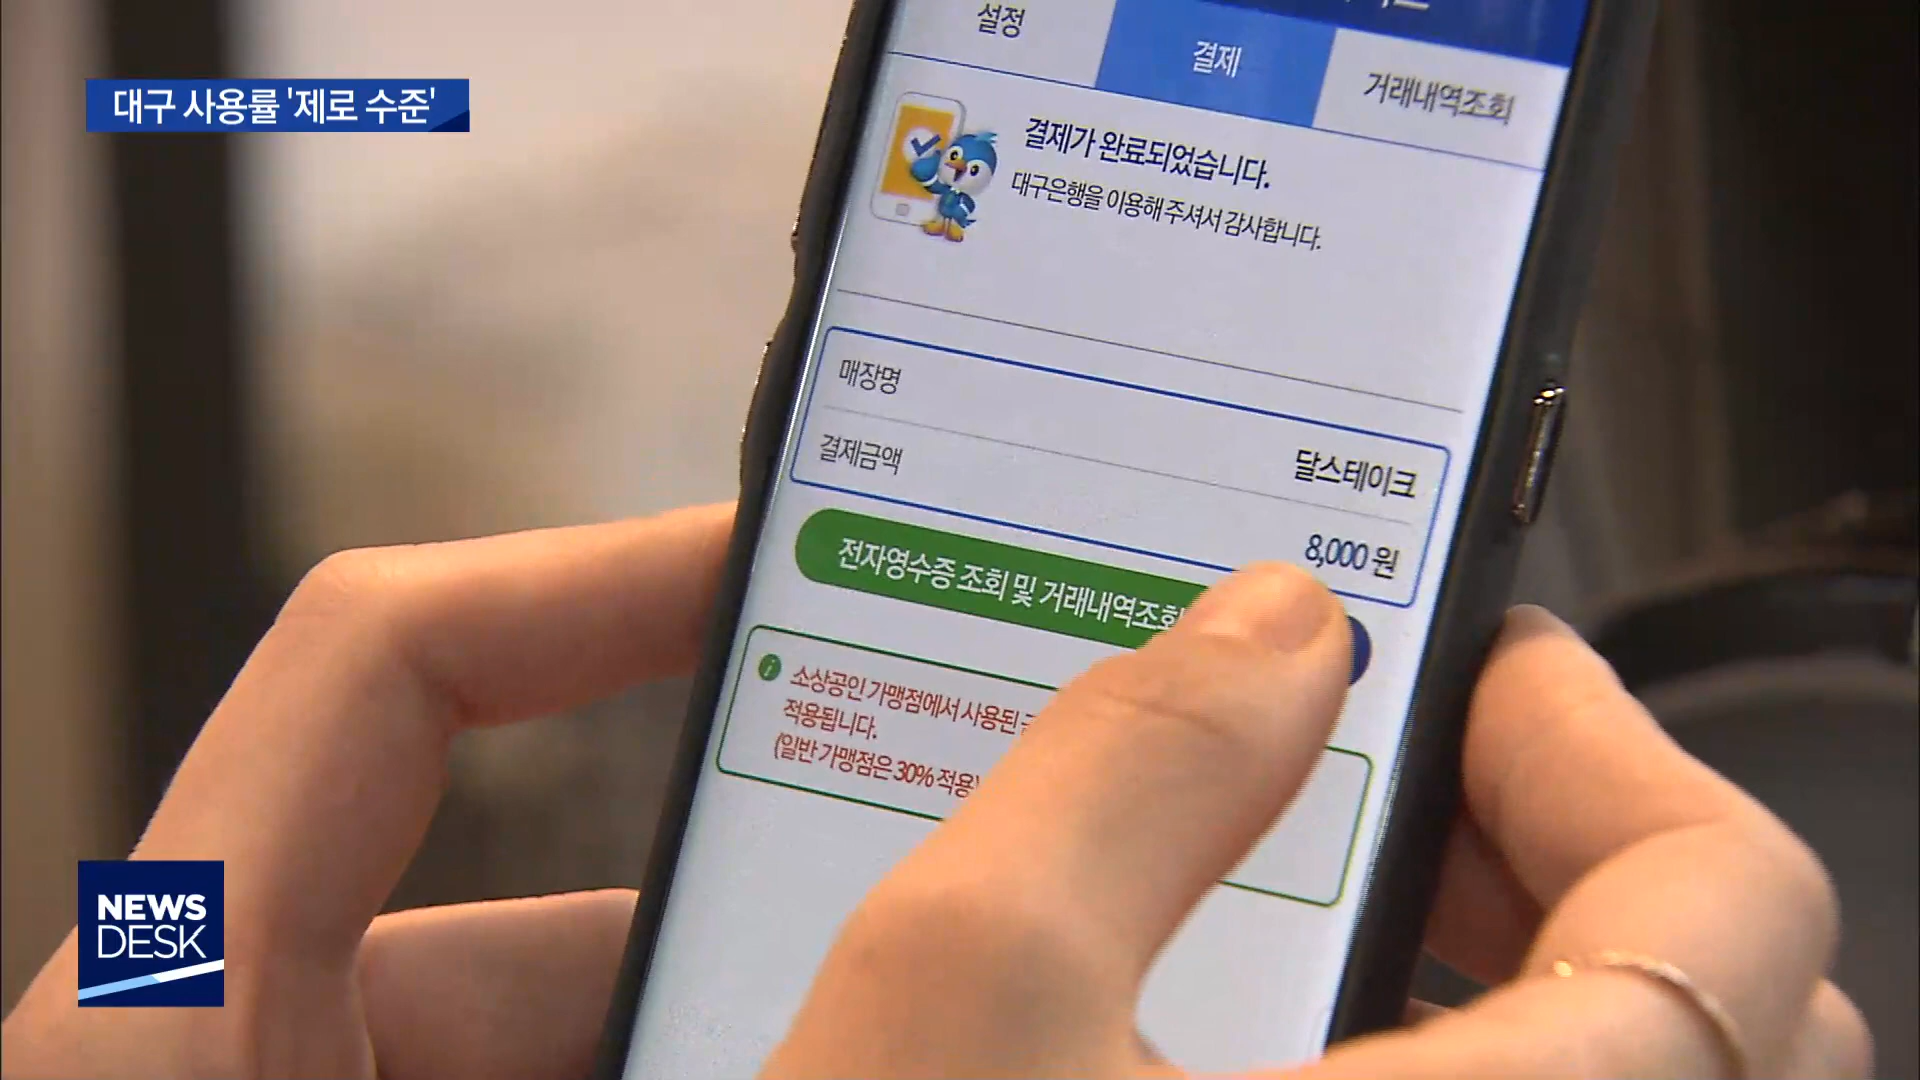 대구 사용률 '제로 수준'
설정
결제
거래내역조회
결제가 완료되었습니다.
대구은행을 이용해 주셔서 감사합니다.
매장명
달스테이크
결제금액
8,000 원
전자영수증 조회 및 거래내역조회
소상공인 가맹점에서 사용된
적용됩니다.
(일반 가맹점은 30% 적용)
NEWS
DESK